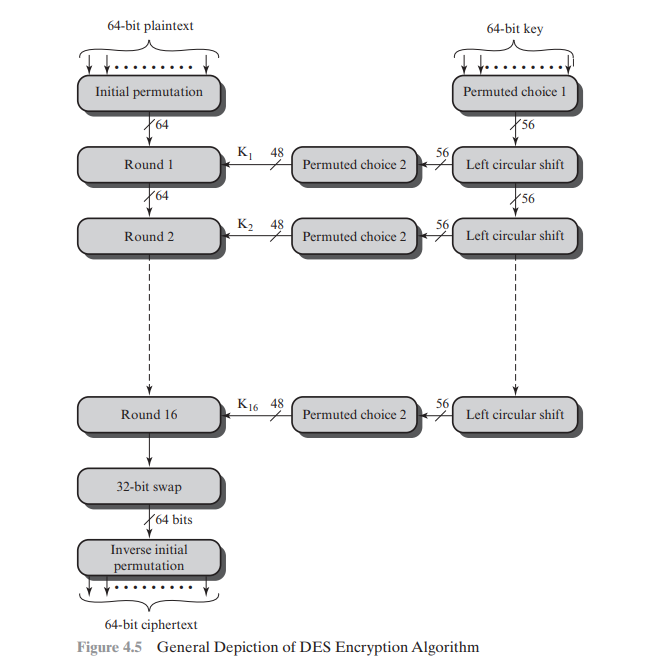 64-bit plaintext
64-bit key
Initial permutation
Permuted choice 1
64
56
Round 1
K₁
48
Permuted choice 2
56
Left circular shift
64
56
Round 2
K₂
48
Permuted choice 2
56
Left circular shift
Round 16
K₁₆
48
Permuted choice 2
56
Left circular shift
32-bit swap
64 bits
Inverse initial
permutation
64-bit ciphertext
Figure 4.5 General Depiction of DES Encryption Algorithm